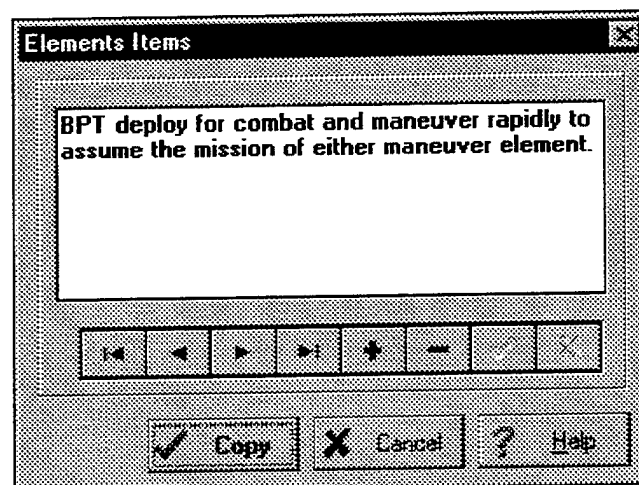 Elements Items
BPT deploy for combat and maneuver rapidly to
assume the mission of either maneuver element.
Copy
Cancel
Help